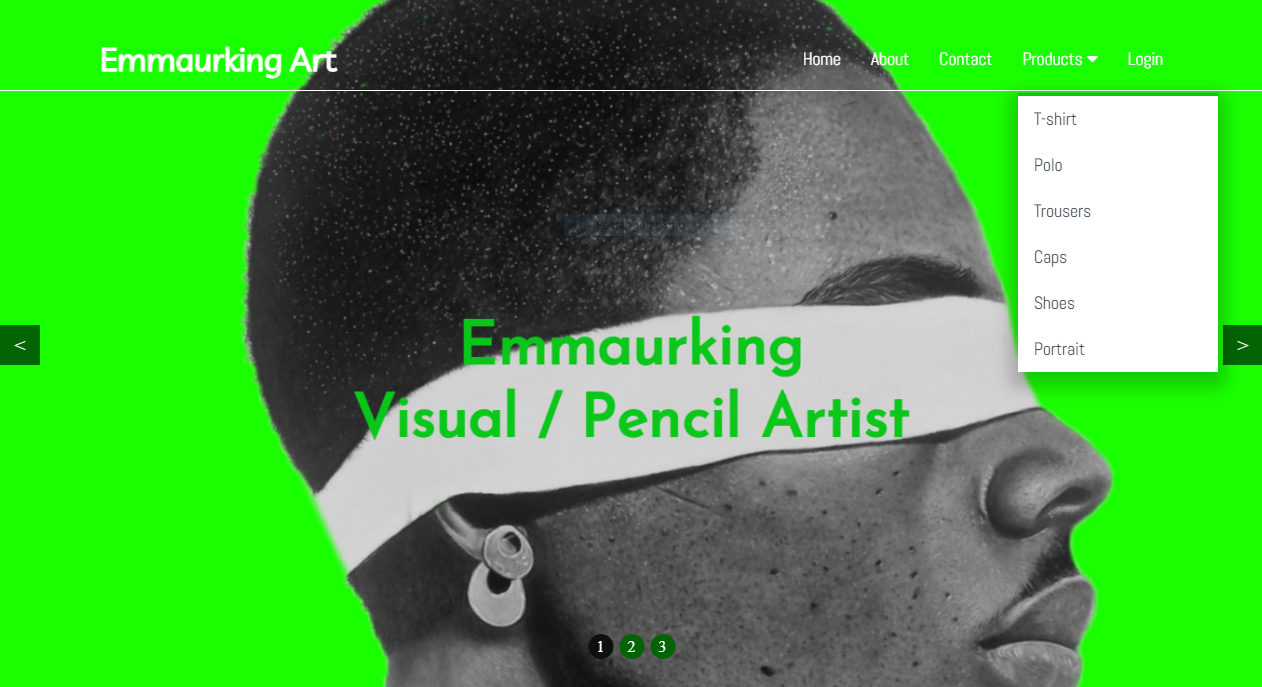 Emmaurking Art
Home About Contact Products Login
T-shirt
Polo
Trousers
Caps
Shoes
Portrait
< >
Emmaurking
Visual / Pencil Artist
1 2 3